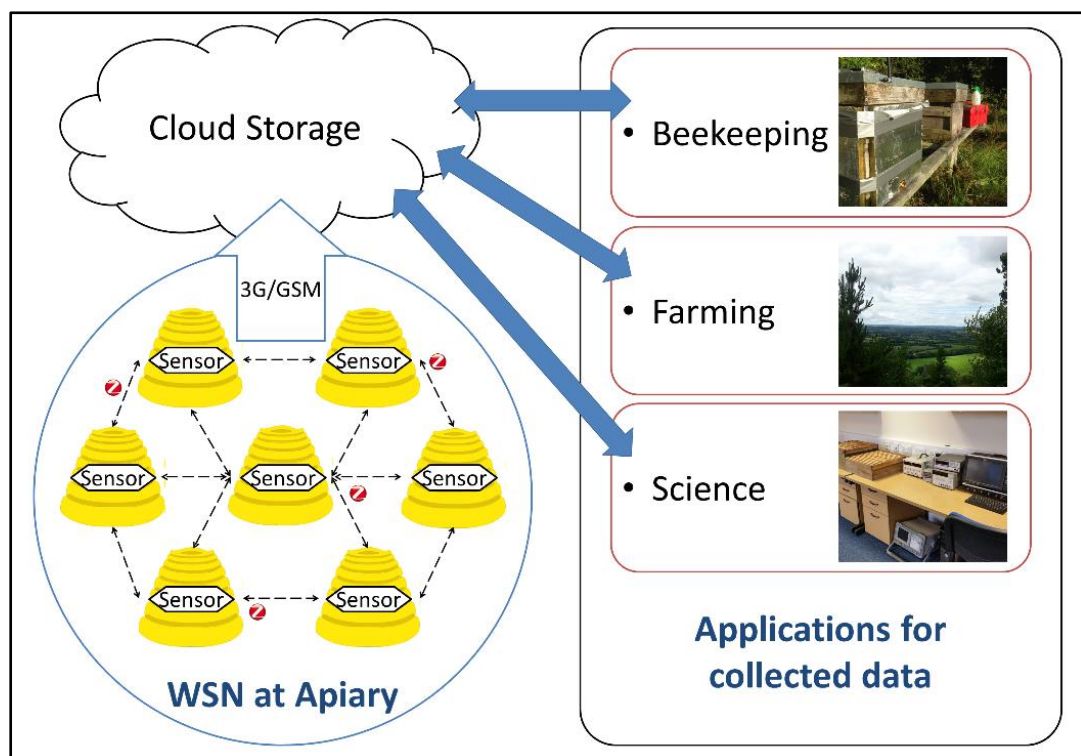 Cloud Storage
3G/GSM
Sensor
Sensor
Sensor
Sensor
Sensor
Sensor
Sensor
WSN at Apiary
• Beekeeping
• Farming
• Science
Applications for
collected data